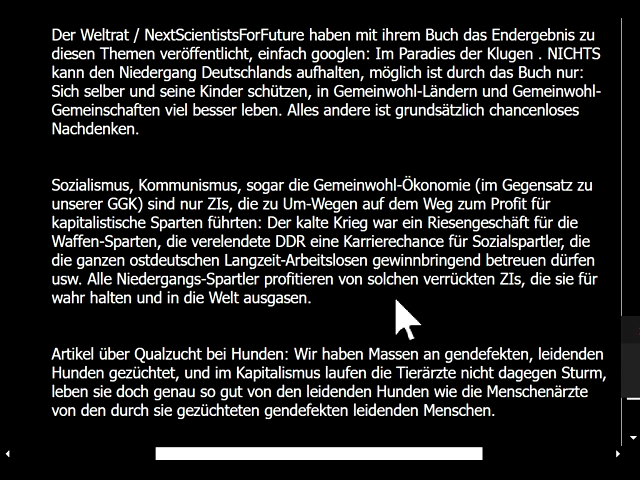 Der Weltrat / NextScientistsForFuture haben mit ihrem Buch das Endergebnis zu
diesen Themen veröffentlicht, einfach googlen: Im Paradies der Klugen . NICHTS
kann den Niedergang Deutschlands aufhalten, möglich ist durch das Buch nur:
Sich selber und seine Kinder schützen, in Gemeinwohl-Ländern und Gemeinwohl-
Gemeinschaften viel besser leben. Alles andere ist grundsätzlich chancenloses
Nachdenken.
Sozialismus, Kommunismus, sogar die Gemeinwohl-Ökonomie (im Gegensatz zu
unserer GGK) sind nur ZIs, die zu Um-Wegen auf dem Weg zum Profit für
kapitalistische Sparten führten: Der kalte Krieg war ein Riesengeschäft für die
Waffen-Sparten, die verelendete DDR eine Karrierechance für Sozialspartler, die
die ganzen ostdeutschen Langzeit-Arbeitslosen gewinnbringend betreuen dürfen
usw. Alle Niedergangs-Spartler profitieren von solchen verrückten ZIs, die sie für
wahr halten und in die Welt ausgasen.
Artikel über Qualzucht bei Hunden: Wir haben Massen an gendefekten, leidenden
Hunden gezüchtet, und im Kapitalismus laufen die Tierärzte nicht dagegen Sturm,
leben sie doch genau so gut von den leidenden Hunden wie die Menschenärzte
von den durch sie gezüchteten gendefekten leidenden Menschen.